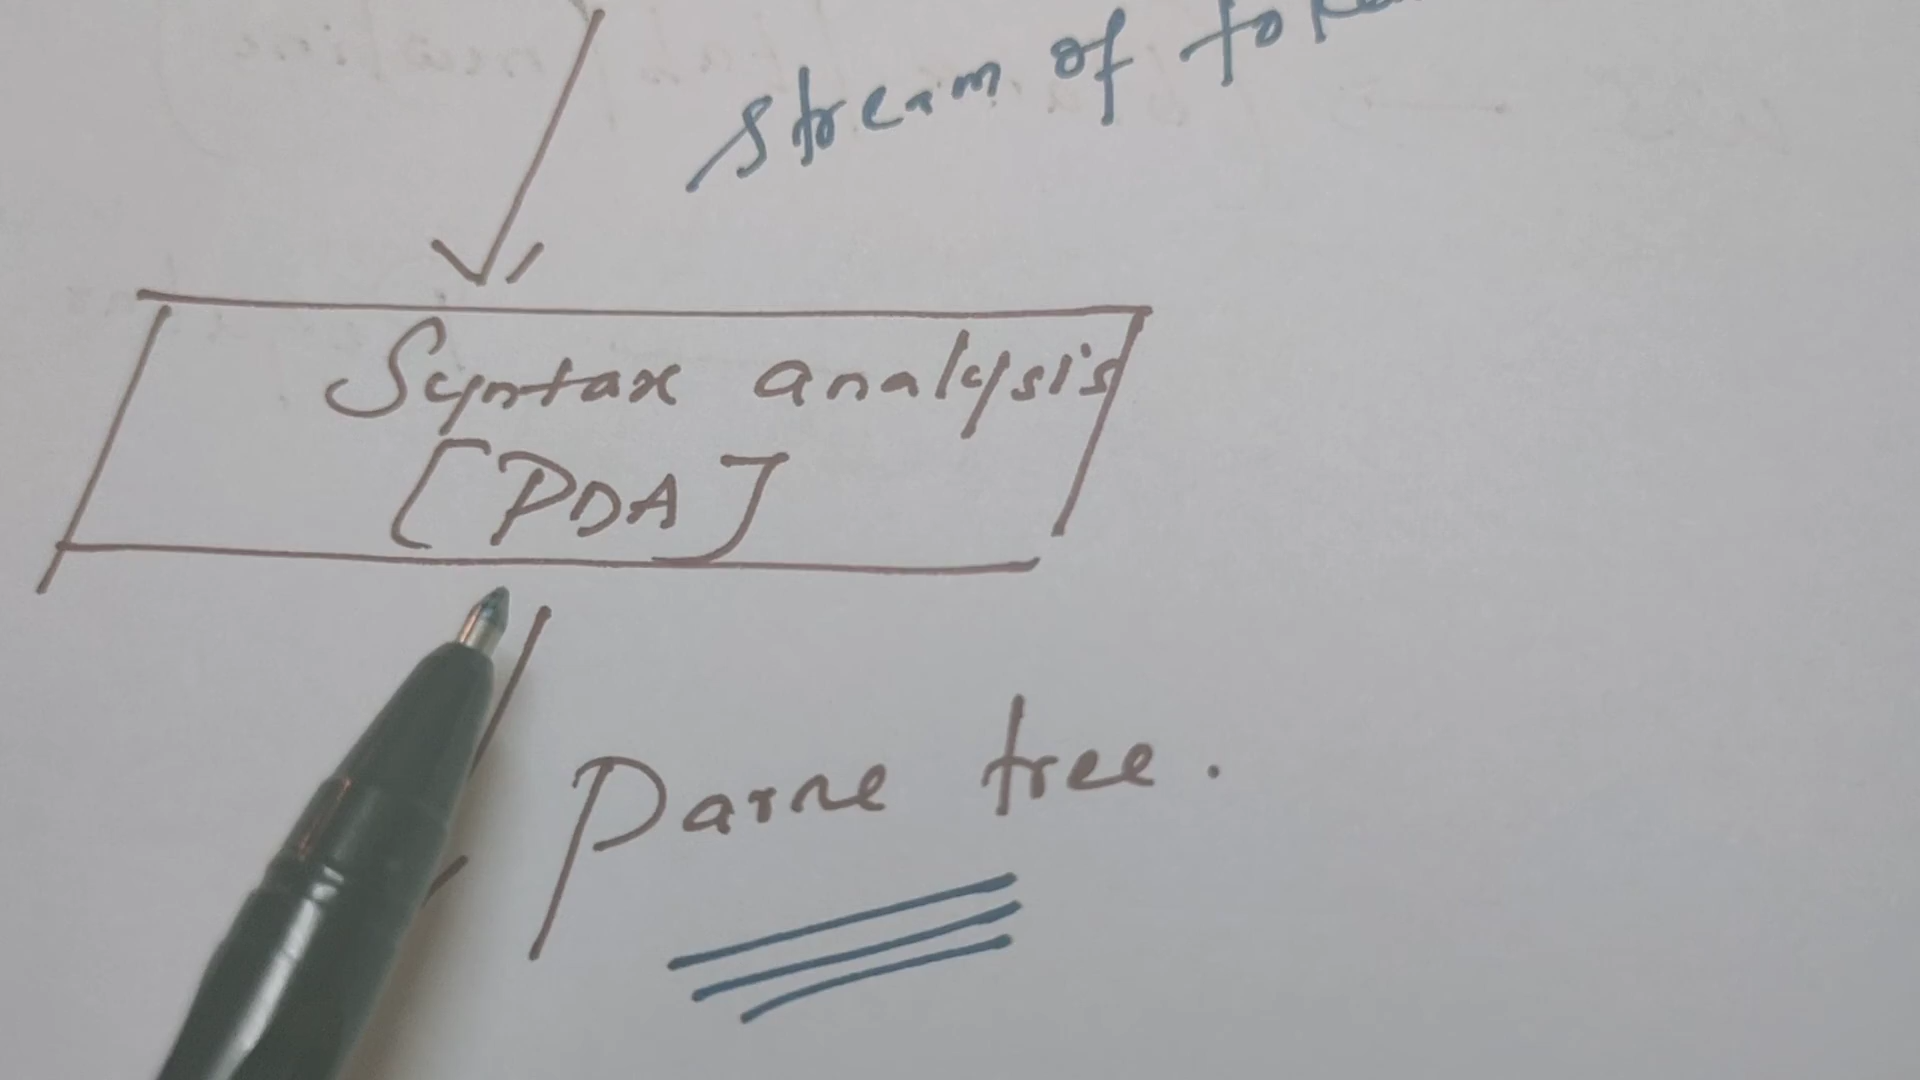 stream of
Syntax analysis
[PDA]
Parse tree.